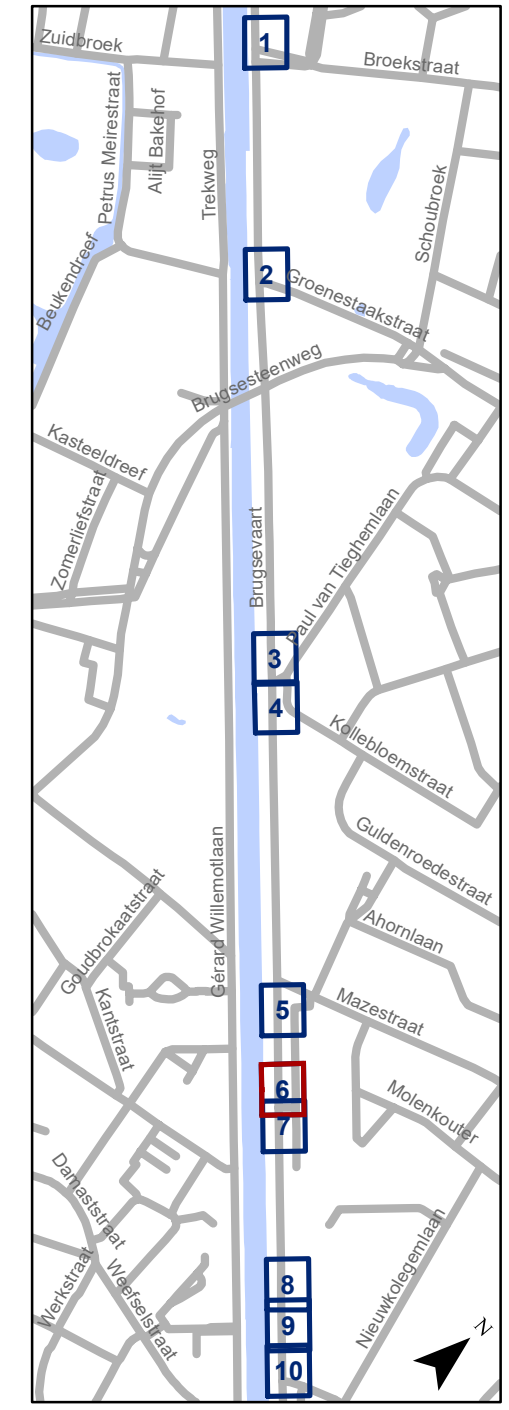 1
Zuidbroek
Broekstraat
Petrus Meirestraat
Alijt Bakehof
Trekweg
Schoubroek
Beukendreef
2
Groenestaakstraat
Brugsesteenweg
Kasteeldreef
Zomerliefstraat
Brugsevaart
Paul van Tieghemlaan
3
4
Kollebloemstraat
Guldenroedestraat
Gérard Willemotlaan
Goudbrokaatstraat
Ahornlaan
Kantstraat
5
Mazestraat
6
7
Molenkouter
Damaststraat
Werkstraat
Weefselstraat
Nieuwkolegemlaan
8
9
10
N